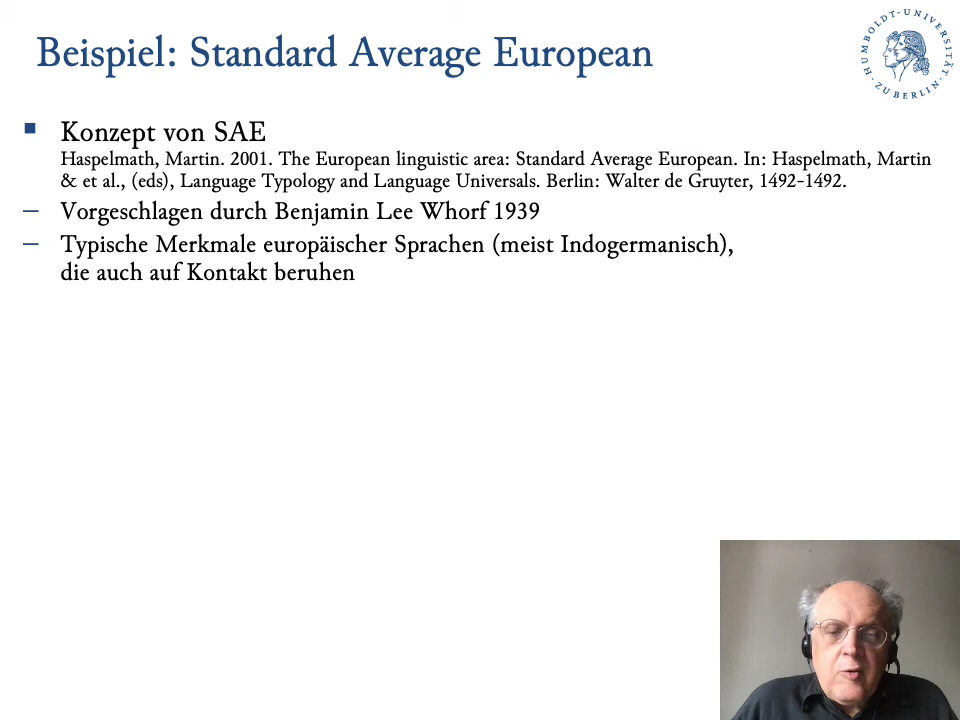 Beispiel: Standard Average European
HUMBOLDT-UNIVERSITÄT
· ZU BERLIN ·
Konzept von SAE
Haspelmath, Martin. 2001. The European linguistic area: Standard Average European. In: Haspelmath, Martin
& et al., (eds), Language Typology and Language Universals. Berlin: Walter de Gruyter, 1492-1492.
– Vorgeschlagen durch Benjamin Lee Whorf 1939
– Typische Merkmale europäischer Sprachen (meist Indogermanisch),
die auch auf Kontakt beruhen